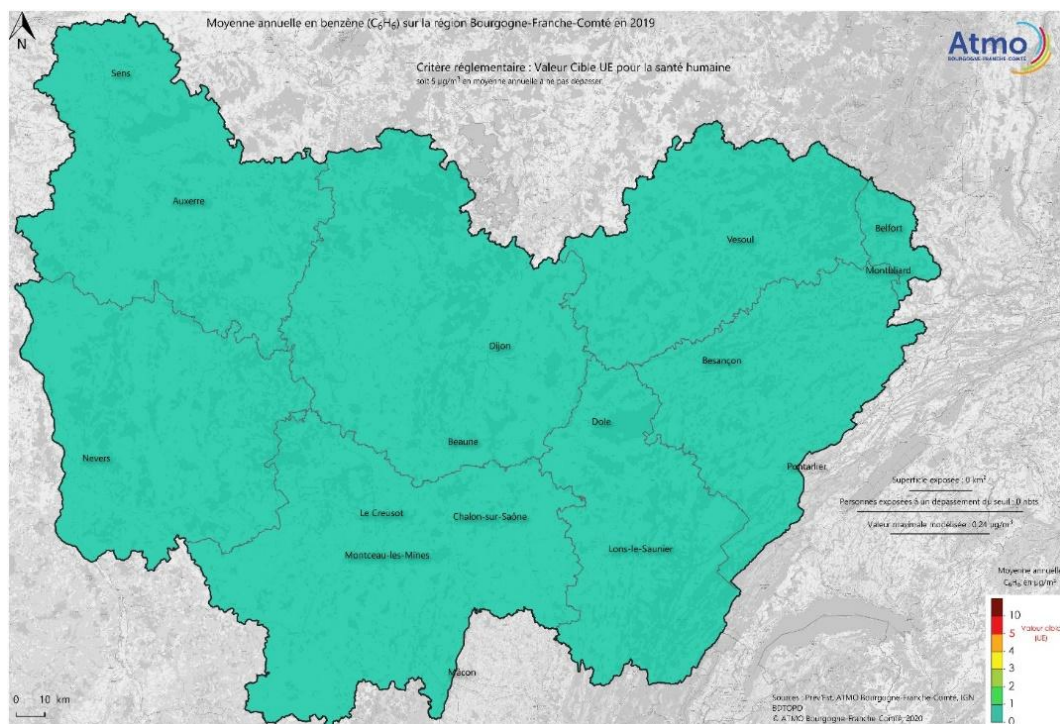 Moyenne annuelle en benzène (C₆H₆) sur la région Bourgogne-Franche-Comté en 2019
N
Atmo
BOURGOGNE-FRANCHE-COMTÉ
Critère réglementaire : Valeur Cible UE pour la santé humaine
soit 5 µg/m³ en moyenne annuelle à ne pas dépasser.
Sens
Auxerre
Belfort
Vesoul
Montbéliard
Dijon
Besançon
Dole
Beaune
Nevers
Pontarlier
Superficie exposée : 0 km²
Personnes exposées à un dépassement du seuil : 0 hbts
Valeur maximale modélisée : 0.24 µg/m³
Le Creusot
Chalon-sur-Saône
Montceau-les-Mines
Lons-le-Saunier
Mâcon
Moyenne annuelle
C₆H₆ en µg/m³
10
5 Valeur cible
(UE)
4
3
2
1
0
0 10 km
Sources : Prev'Est, ATMO Bourgogne-Franche-Comté, IGN
BDTOPO
© ATMO Bourgogne-Franche-Comté, 2020